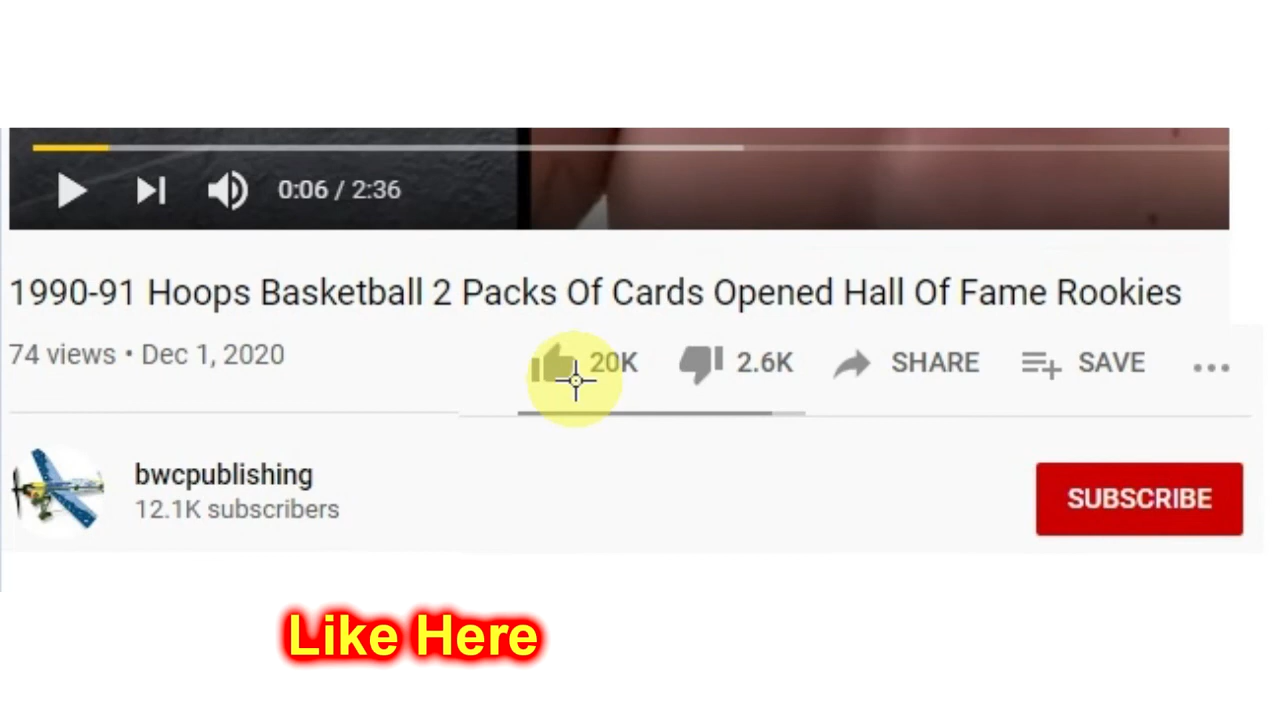 0:06 / 2:36
1990-91 Hoops Basketball 2 Packs Of Cards Opened Hall Of Fame Rookies
74 views • Dec 1, 2020
20K 2.6K SHARE SAVE
bwcpublishing
12.1K subscribers
SUBSCRIBE
Like Here